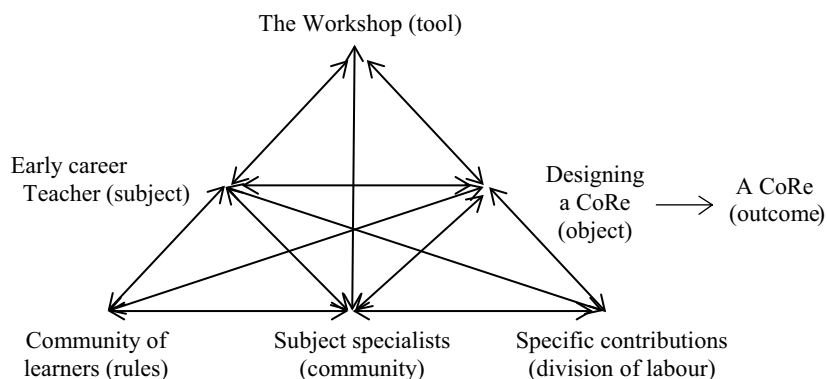 The Workshop (tool)
Early career
Teacher (subject)
Designing
a CoRe
(object)
A CoRe
(outcome)
Community of
learners (rules)
Subject specialists
(community)
Specific contributions
(division of labour)